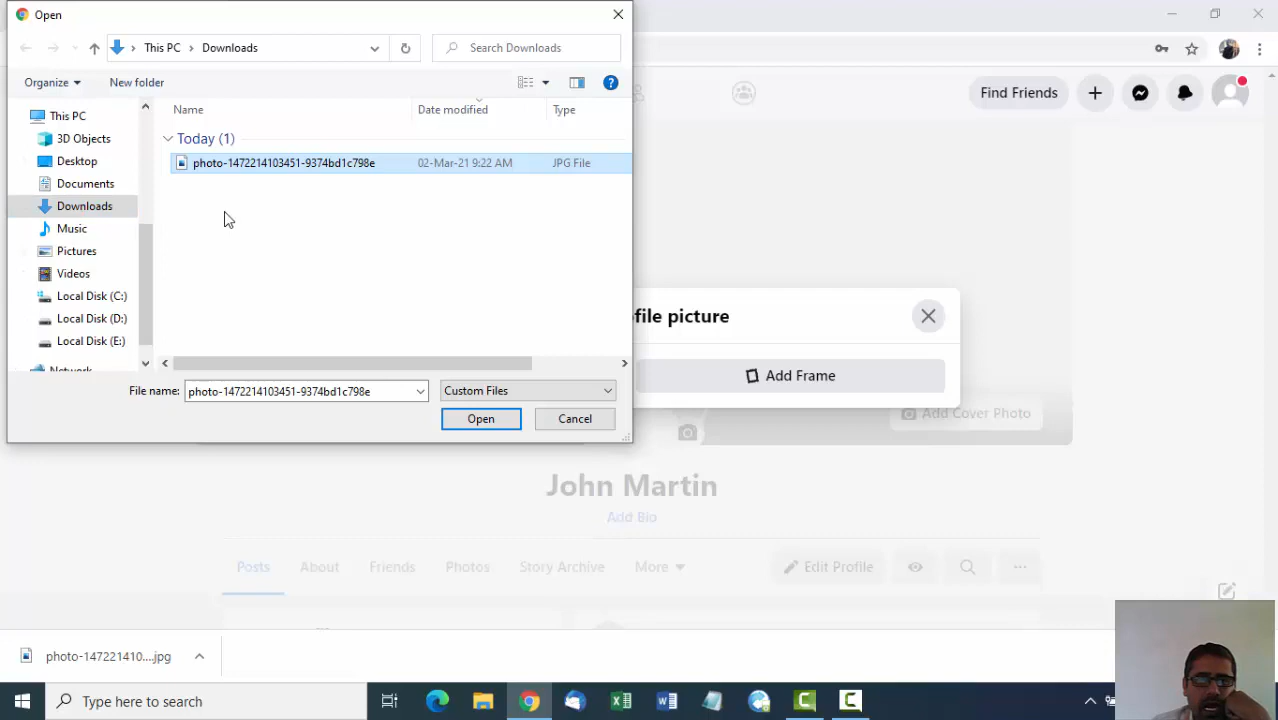 Open
This PC
Downloads
Search Downloads
Organize
New folder
Name
Date modified
Type
This PC
3D Objects
Desktop
Documents
Downloads
Music
Pictures
Videos
Local Disk (C:)
Local Disk (D:)
Local Disk (E:)
Today (1)
photo-1472214103451-9374bd1c798e
02-Mar-21 9:22 AM
JPG File
File name:
photo-1472214103451-9374bd1c798e
Custom Files
Open
Cancel
Find Friends
file picture
Add Frame
Add Cover Photo
John Martin
Add Bio
Posts
About
Friends
Photos
Story Archive
More
Edit Profile
photo-147221410....jpg
Type here to search